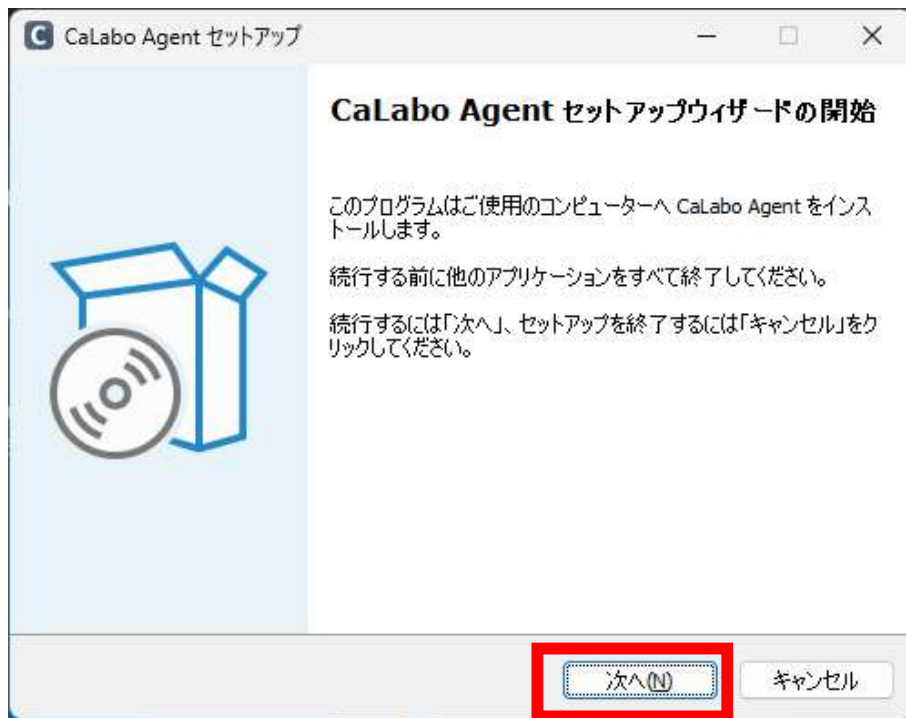 CaLabo Agent セットアップ
CaLabo Agent セットアップウィザードの開始
このプログラムはご使用のコンピューターへ CaLabo Agent をインス
トールします。
続行する前に他のアプリケーションをすべて終了してください。
続行するには「次へ」、セットアップを終了するには「キャンセル」をク
リックしてください。
次へ(N)
キャンセル